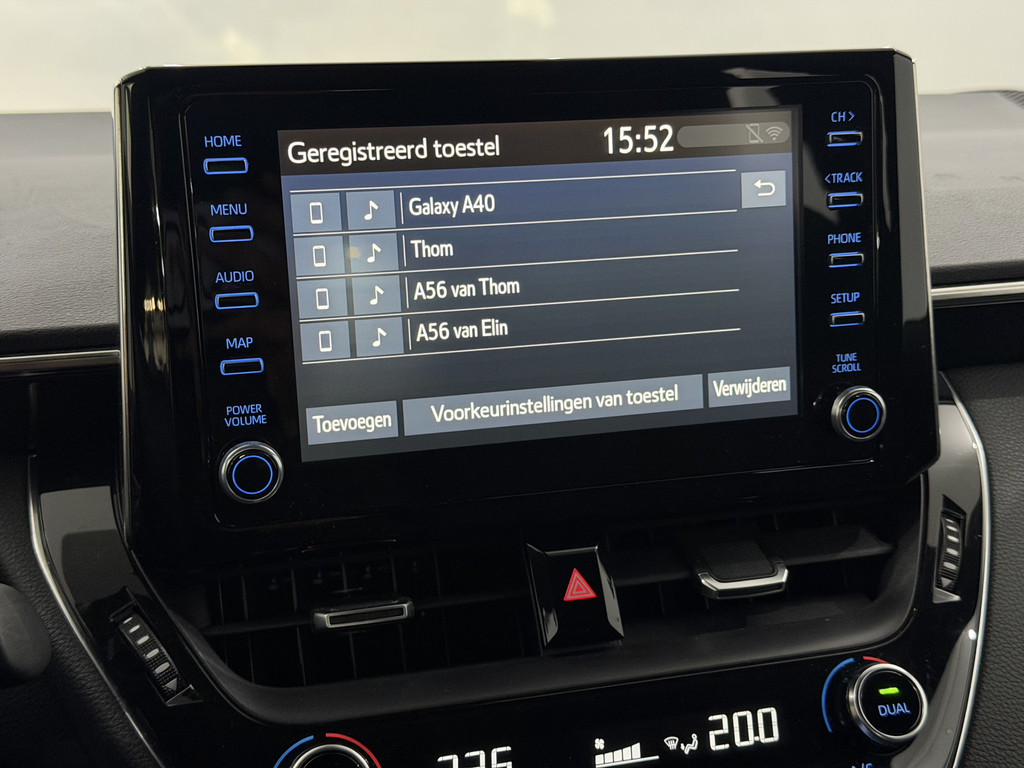 HOME
MENU
AUDIO
MAP
POWER
VOLUME
Geregistreerd toestel 15:52
Galaxy A40
Thom
A56 van Thom
A56 van Elin
Toevoegen Voorkeurinstellingen van toestel Verwijderen
CH>
<TRACK
PHONE
SETUP
TUNE
SCROLL
20.0
DUAL